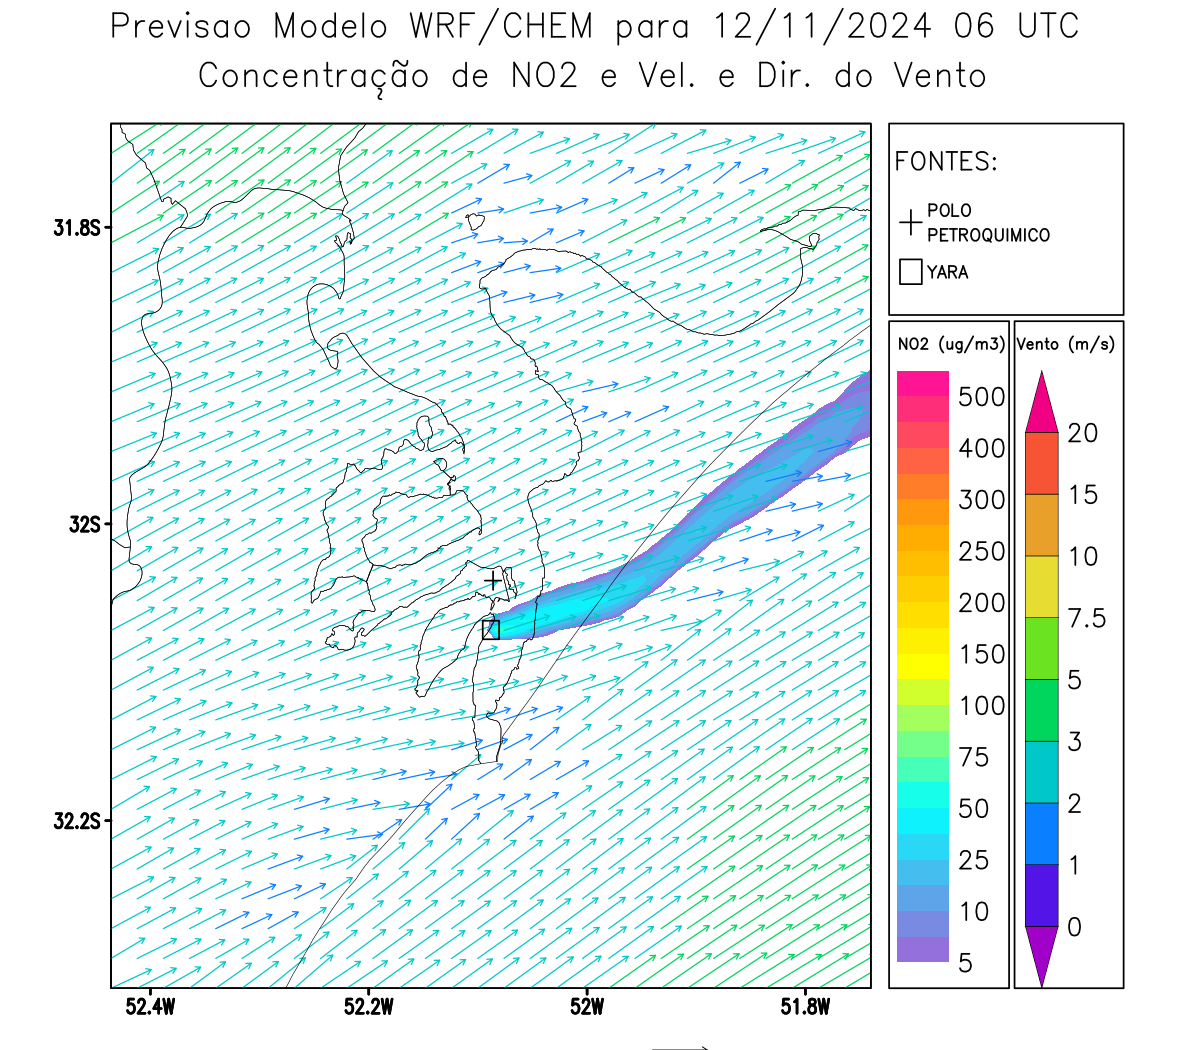 Previsao Modelo WRF/CHEM para 12/11/2024 06 UTC
Concentração de NO2 e Vel. e Dir. do Vento
FONTES:
POLO
PETROQUIMICO
YARA
31.8S
32S
32.2S
52.4W
52.2W
52W
51.8W
NO2 (ug/m3)
500
400
300
250
200
150
100
75
50
25
10
5
Vento (m/s)
20
15
10
7.5
5
3
2
1
0